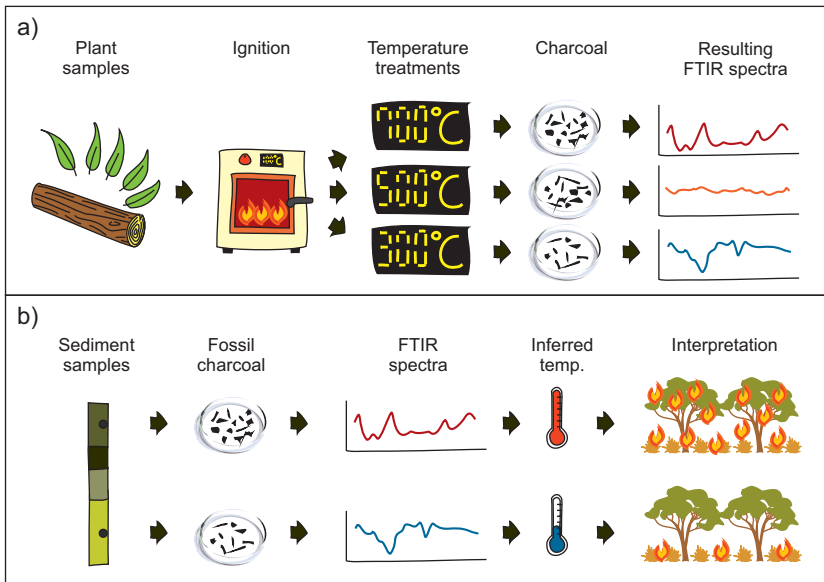 a)
Plant
samples
Ignition
Temperature
treatments
Charcoal
Resulting
FTIR spectra
700°C
500°C
300°C
b)
Sediment
samples
Fossil
charcoal
FTIR
spectra
Inferred
temp.
Interpretation